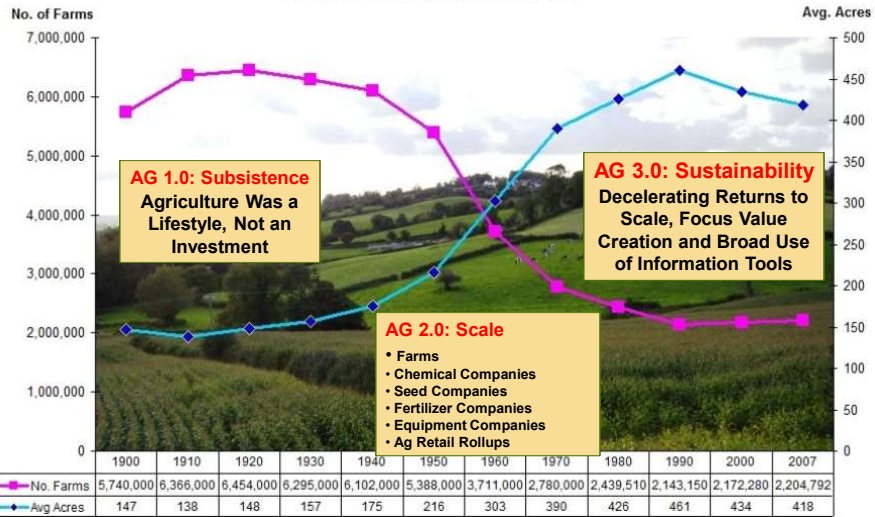 No. of Farms
Avg. Acres
7,000,000
6,000,000
5,000,000
4,000,000
3,000,000
2,000,000
1,000,000
0
500
450
400
350
300
250
200
150
100
50
0
AG 1.0: Subsistence
Agriculture Was a
Lifestyle, Not an
Investment
AG 3.0: Sustainability
Decelerating Returns to
Scale, Focus Value
Creation and Broad Use
of Information Tools
AG 2.0: Scale
• Farms
• Chemical Companies
• Seed Companies
• Fertilizer Companies
• Equipment Companies
• Ag Retail Rollups
1900 1910 1920 1930 1940 1950 1960 1970 1980 1990 2000 2007
No. Farms 5,740,000 6,366,000 6,454,000 6,295,000 6,102,000 5,388,000 3,711,000 2,780,000 2,439,510 2,143,150 2,172,280 2,204,792
Avg Acres 147 138 148 157 175 216 303 390 426 461 434 418